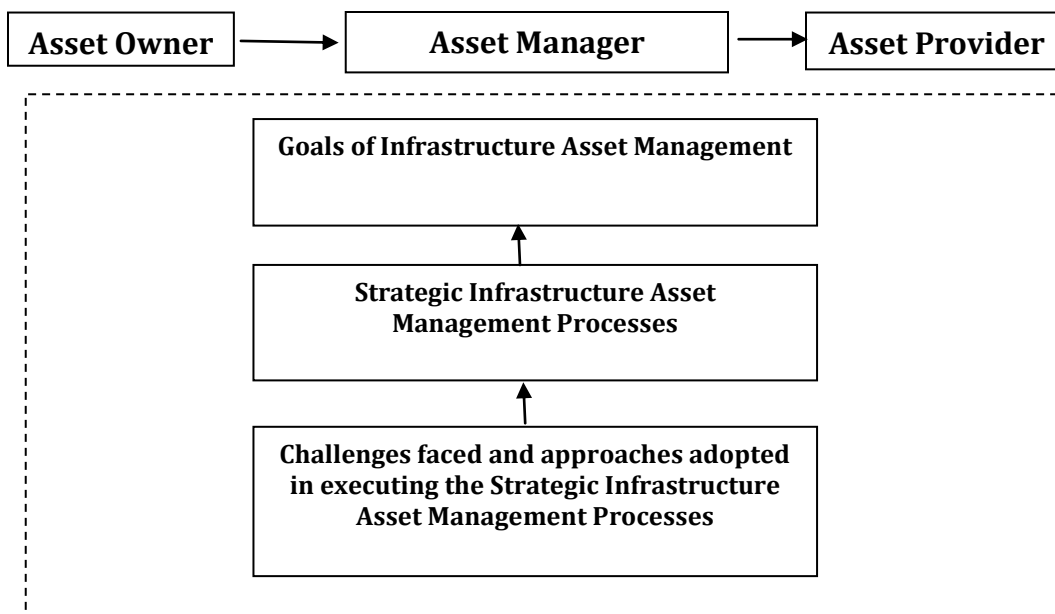 Asset Owner
Asset Manager
Asset Provider
Goals of Infrastructure Asset Management
Strategic Infrastructure Asset
Management Processes
Challenges faced and approaches adopted
in executing the Strategic Infrastructure
Asset Management Processes